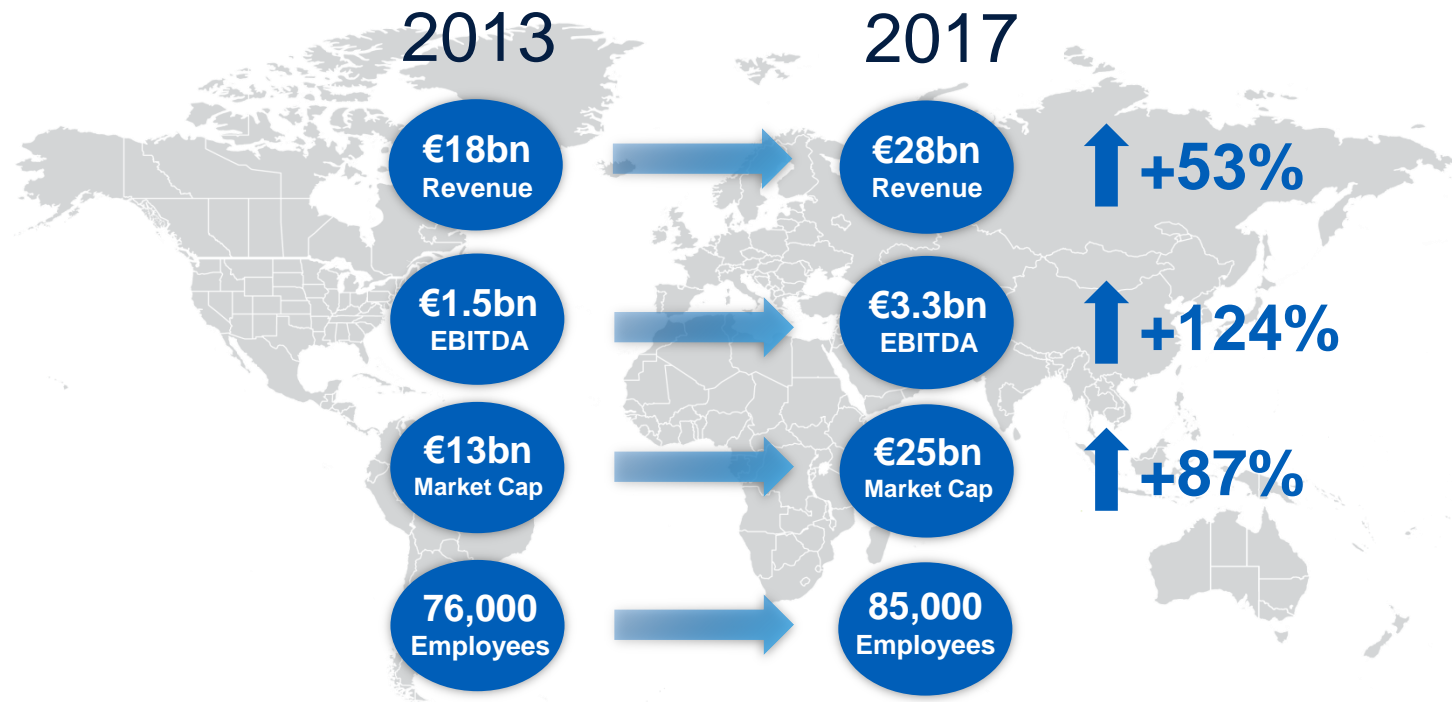 2013
2017
€18bn
Revenue
€28bn
Revenue
+53%
€1.5bn
EBITDA
€3.3bn
EBITDA
+124%
€13bn
Market Cap
€25bn
Market Cap
+87%
76,000
Employees
85,000
Employees